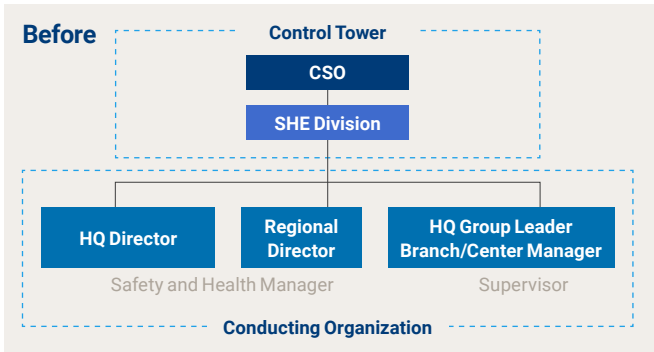 Before
Control Tower
CSO
SHE Division
HQ Director
Regional
Director
HQ Group Leader
Branch/Center Manager
Safety and Health Manager
Supervisor
Conducting Organization